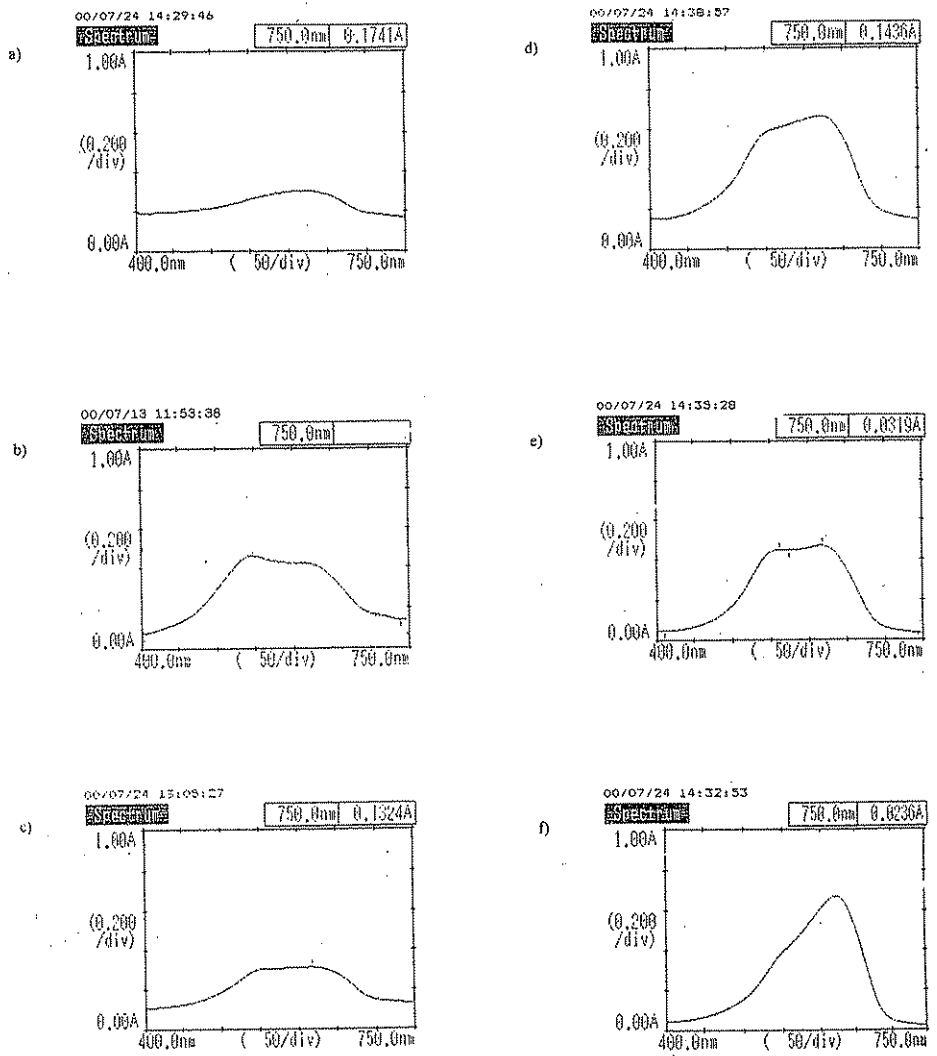 a)
00/07/24 14:29:46
Spectrum
750.0nm 0.1741A
1.00A
(0.200
/div)
0.00A
400.0nm ( 50/div) 750.0nm
b)
00/07/13 11:53:38
Spectrum
750.0nm
1.00A
(0.200
/div)
0.00A
400.0nm ( 50/div) 750.0nm
c)
00/07/24 15:05:27
Spectrum
750.0nm 0.1324A
1.00A
(0.200
/div)
0.00A
400.0nm ( 50/div) 750.0nm
d)
00/07/24 14:38:57
Spectrum
750.0nm 0.1436A
1.00A
(0.200
/div)
0.00A
400.0nm ( 50/div) 750.0nm
e)
00/07/24 14:35:28
Spectrum
750.0nm 0.0319A
1.00A
(0.200
/div)
0.00A
400.0nm ( 50/div) 750.0nm
f)
00/07/24 14:32:53
Spectrum
750.0nm 0.0236A
1.00A
(0.200
/div)
0.00A
400.0nm ( 50/div) 750.0nm